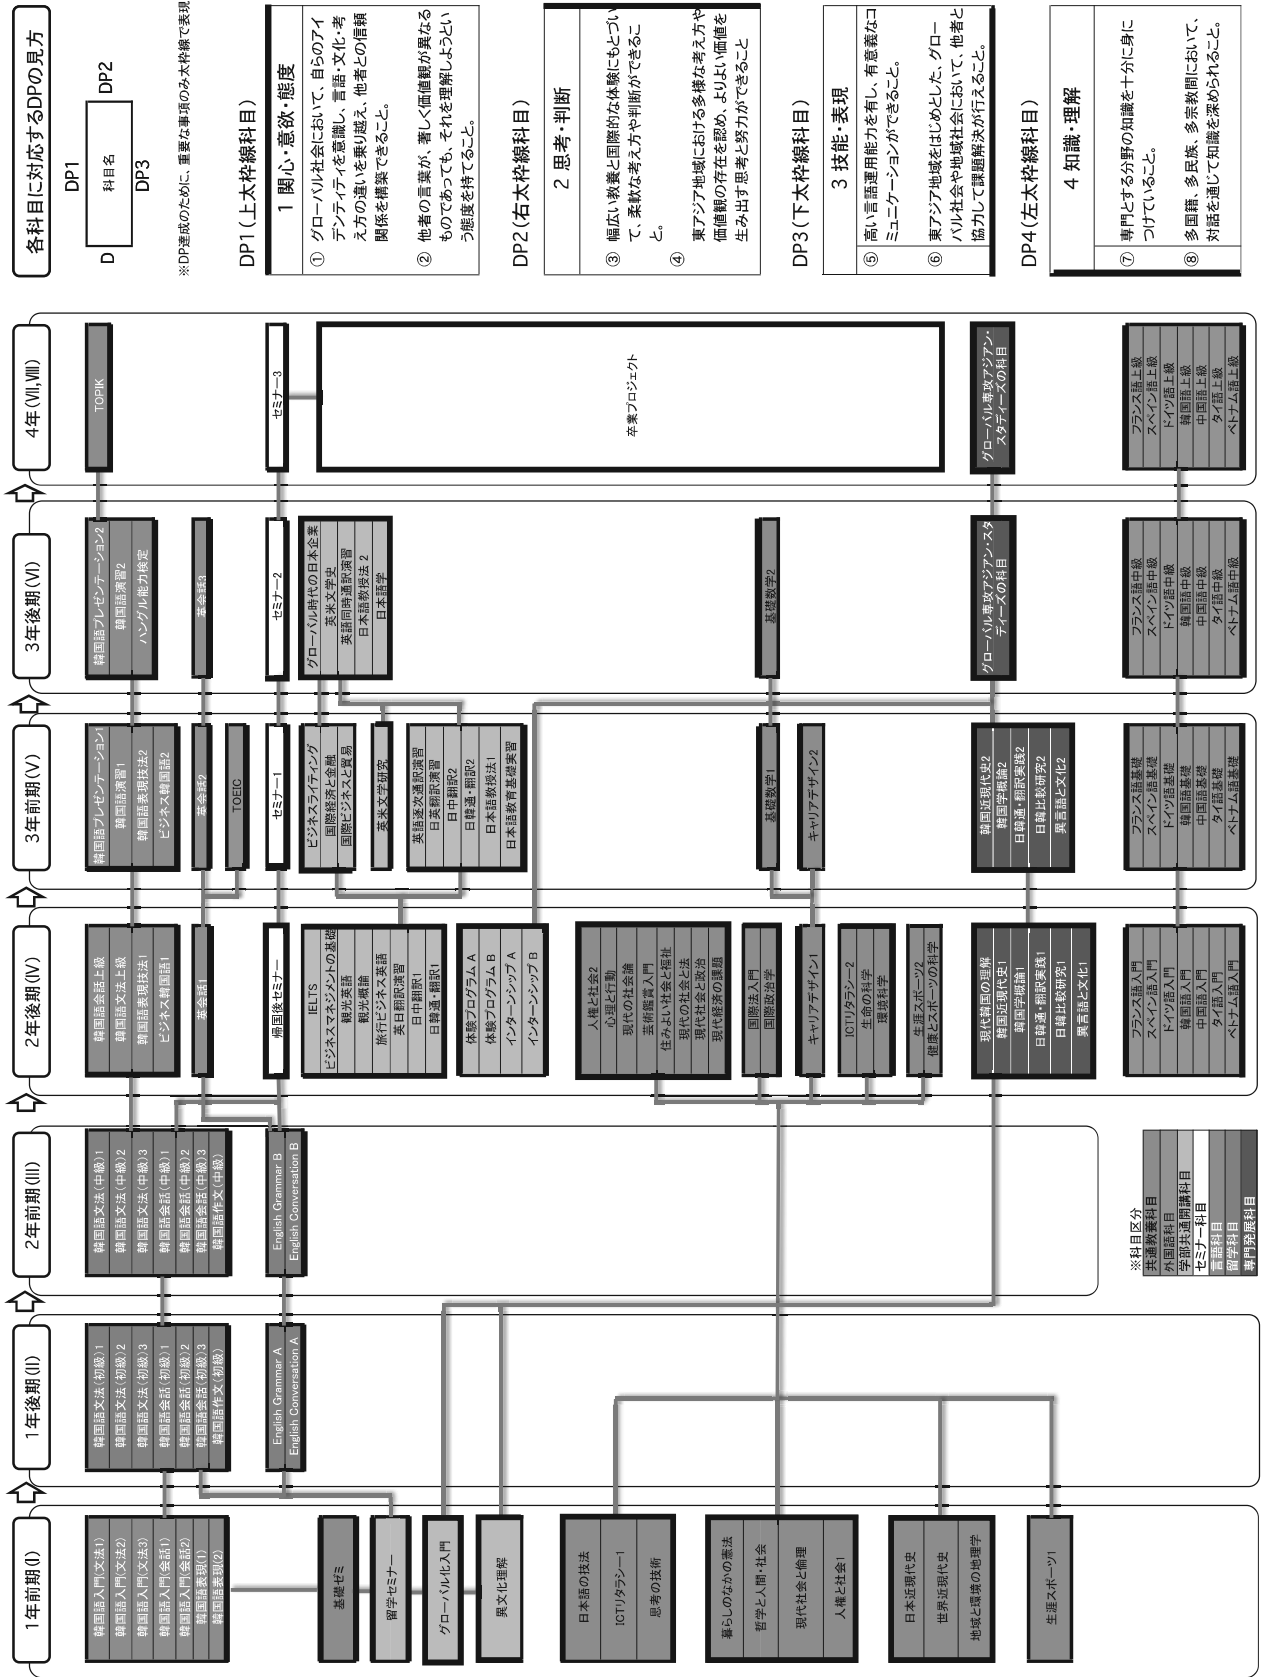 1年前期(Ⅰ)
韓国語入門(文法1)
韓国語入門(文法2)
韓国語入門(文法3)
韓国語入門(会話1)
韓国語入門(会話2)
韓国語表現(1)
韓国語表現(2)
基礎ゼミ
留学セミナー
グローバル化入門
異文化理解
日本語の技法
ICTリタラシー1
思考の技術
暮らしのなかの憲法
哲学と人間・社会
現代社会と倫理
人権と社会1
日本近現代史
世界近現代史
地域と環境の地理学
生涯スポーツ1
1年後期(Ⅱ)
韓国語文法(初級)1
韓国語文法(初級)2
韓国語文法(初級)3
韓国語会話(初級)1
韓国語会話(初級)2
韓国語会話(初級)3
韓国語作文(初級)
English Grammar A
English Conversation A
2年前期(Ⅲ)
韓国語文法(中級)1
韓国語文法(中級)2
韓国語文法(中級)3
韓国語会話(中級)1
韓国語会話(中級)2
韓国語会話(中級)3
韓国語作文(中級)
English Grammar B
English Conversation B
※科目区分
共通教養科目
外国語科目
学部共通開講科目
セミナー科目
言語科目
留学科目
専門発展科目
2年後期(Ⅳ)
韓国語会話上級
韓国語文法上級
韓国語表現技法1
ビジネス韓国語1
英会話1
帰国後セミナー
IELTS
ビジネスマネジメントの基礎
観光英語
観光概論
旅行ビジネス英語
英日翻訳演習
日中翻訳1
日韓通・翻訳1
体験プログラム A
体験プログラム B
インターンシップ A
インターンシップ B
人権と社会2
心理と行動
現代の社会論
芸術鑑賞入門
住みよい社会と福祉
現代の社会と法
現代社会と政治
現代経済の課題
国際法入門
国際政治学
キャリアデザイン1
ICTリタラシー2
生命の科学
環境科学
生涯スポーツ2
健康とスポーツの科学
現代韓国の理解
韓国近現代史1
韓国学概論1
日韓通・翻訳実践1
日韓比較研究1
異言語と文化1
フランス語入門
スペイン語入門
ドイツ語入門
韓国語入門
中国語入門
タイ語入門
ベトナム語入門
3年前期(Ⅴ)
韓国語プレゼンテーション1
韓国語演習1
韓国語表現技法2
ビジネス韓国語2
英会話2
TOEIC
セミナー1
ビジネスライティング
国際経済と金融
国際ビジネスと貿易
英米文学研究
英語逐次通訳演習
日英翻訳演習
日中翻訳2
日韓通・翻訳2
日本語教授法1
日本語教育基礎実習
基礎数学1
キャリアデザイン2
韓国近現代史2
韓国学概論2
日韓通・翻訳実践2
日韓比較研究2
異言語と文化2
フランス語基礎
スペイン語基礎
ドイツ語基礎
韓国語基礎
中国語基礎
タイ語基礎
ベトナム語基礎
3年後期(Ⅵ)
韓国語プレゼンテーション2
韓国語演習2
ハングル能力検定
英会話3
セミナー2
グローバル時代の日本企業
英米文学史
英語同時通訳演習
日本語教授法 2
日本語学
基礎数学2
グローバル専攻アジアン・スタ
ディーズの科目
フランス語中級
スペイン語中級
ドイツ語中級
韓国語中級
中国語中級
タイ語中級
ベトナム語中級
4年(Ⅶ,Ⅷ)
TOPIK
セミナー3
卒業プロジェクト
グローバル専攻アジアン・
スタディーズの科目
フランス語上級
スペイン語上級
ドイツ語上級
韓国語上級
中国語上級
タイ語上級
ベトナム語上級
各科目に対応するDPの見方
DP1
D
科目名
DP2
DP3
※DP達成のために、重要な事項のみ太枠線で表現
DP1(上太枠線科目)
1 関心・意欲・態度
① グローバル社会において、自らのアイ
デンティティを意識し、言語・文化・考
え方の違いを乗り越え、他者との信頼
関係を構築できること。
② 他者の言葉が、著しく価値観が異なる
ものであっても、それを理解しようとい
う態度を持てること。
DP2(右太枠線科目)
2 思考・判断
③ 幅広い教養と国際的な体験にもとづい
て、柔軟な考え方や判断ができるこ
と。
④ 東アジア地域における多様な考え方や
価値観の存在を認め、よりよい価値を
生み出す思考と努力ができること
DP3(下太枠線科目)
3 技能・表現
⑤ 高い言語運用能力を有し、有意義なコ
ミュニケーションができること。
⑥ 東アジア地域をはじめとした、グロー
バル社会や地域社会において、他者と
協力して課題解決が行えること。
DP4(左太枠線科目)
4 知識・理解
⑦ 専門とする分野の知識を十分に身に
つけていること。
⑧ 多国籍、多民族、多宗教間において、
対話を通じて知識を深められること。